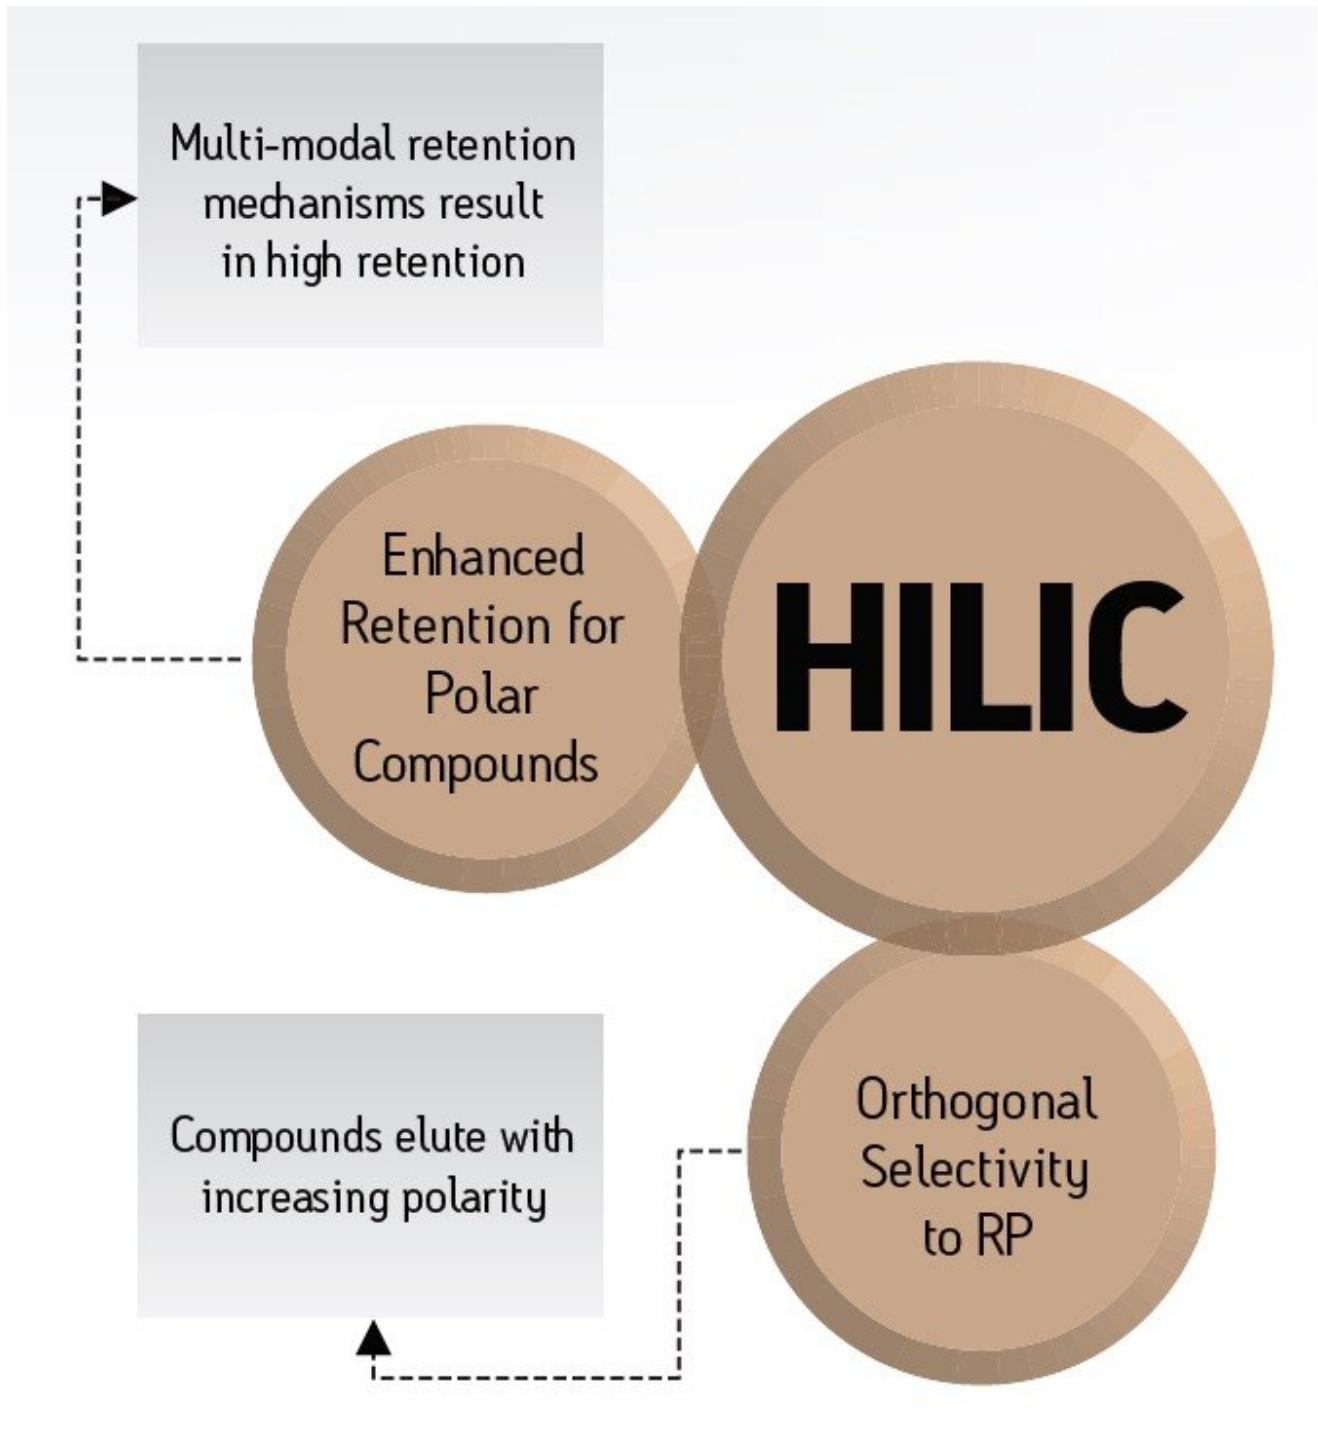 Multi-modal retention
mechanisms result
in high retention
Enhanced
Retention for
Polar
Compounds
HILIC
Compounds elute with
increasing polarity
Orthogonal
Selectivity
to RP